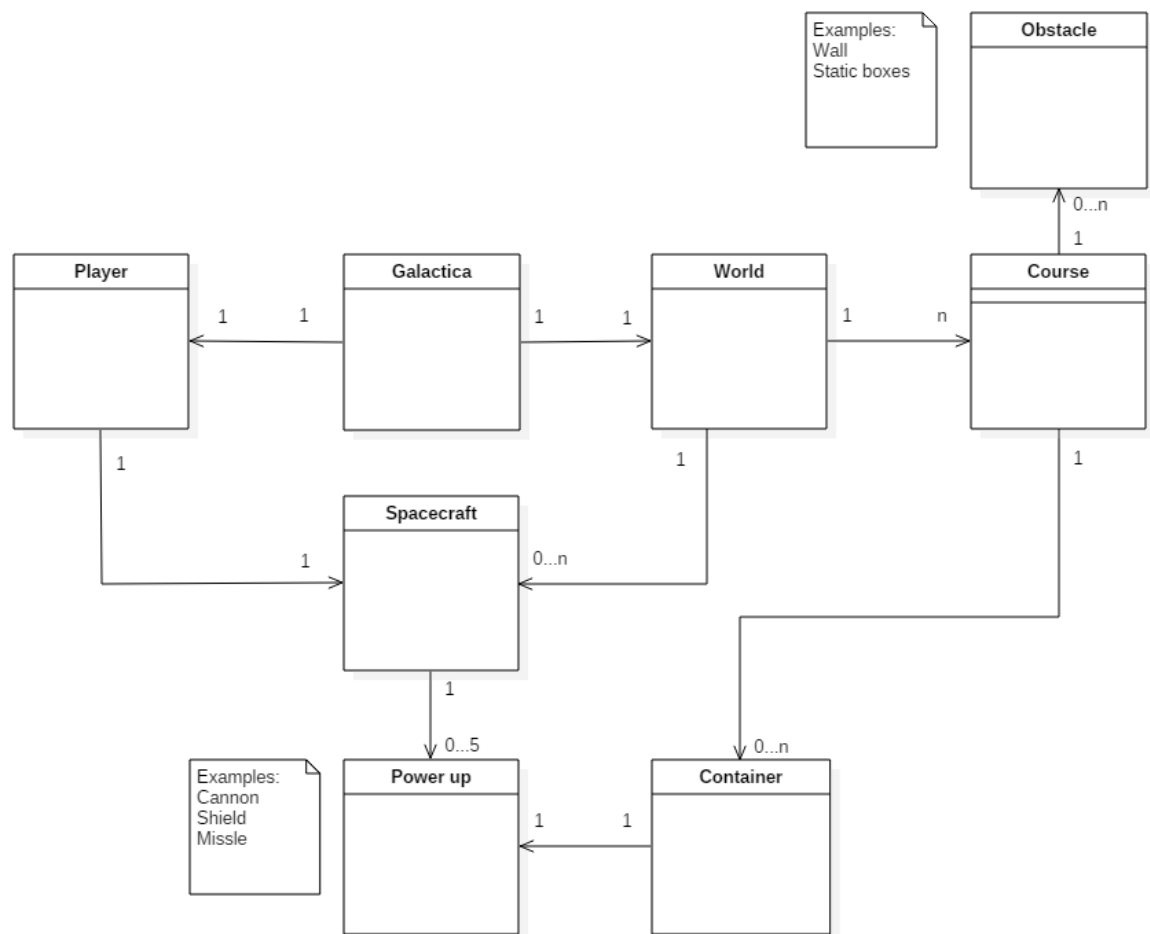 Examples:
Wall
Static boxes
Obstacle
0...n
1
Player
Galactica
World
Course
1
1
1
1
1
n
1
1
1
Spacecraft
1
0...n
1
0...5
0...n
Examples:
Cannon
Shield
Missle
Power up
Container
1
1